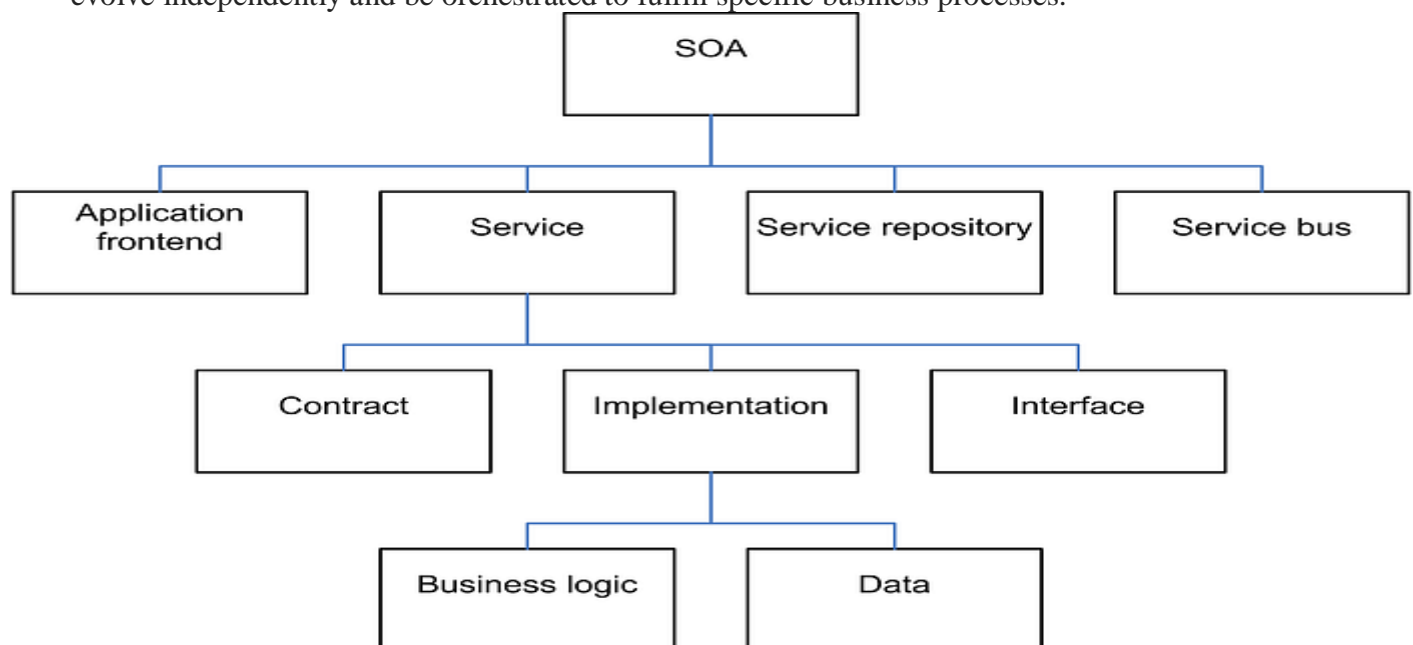 evolve independently and be orchestrated to fulfill specific business processes.
SOA
Application
frontend
Service
Service repository
Service bus
Contract
Implementation
Interface
Business logic
Data